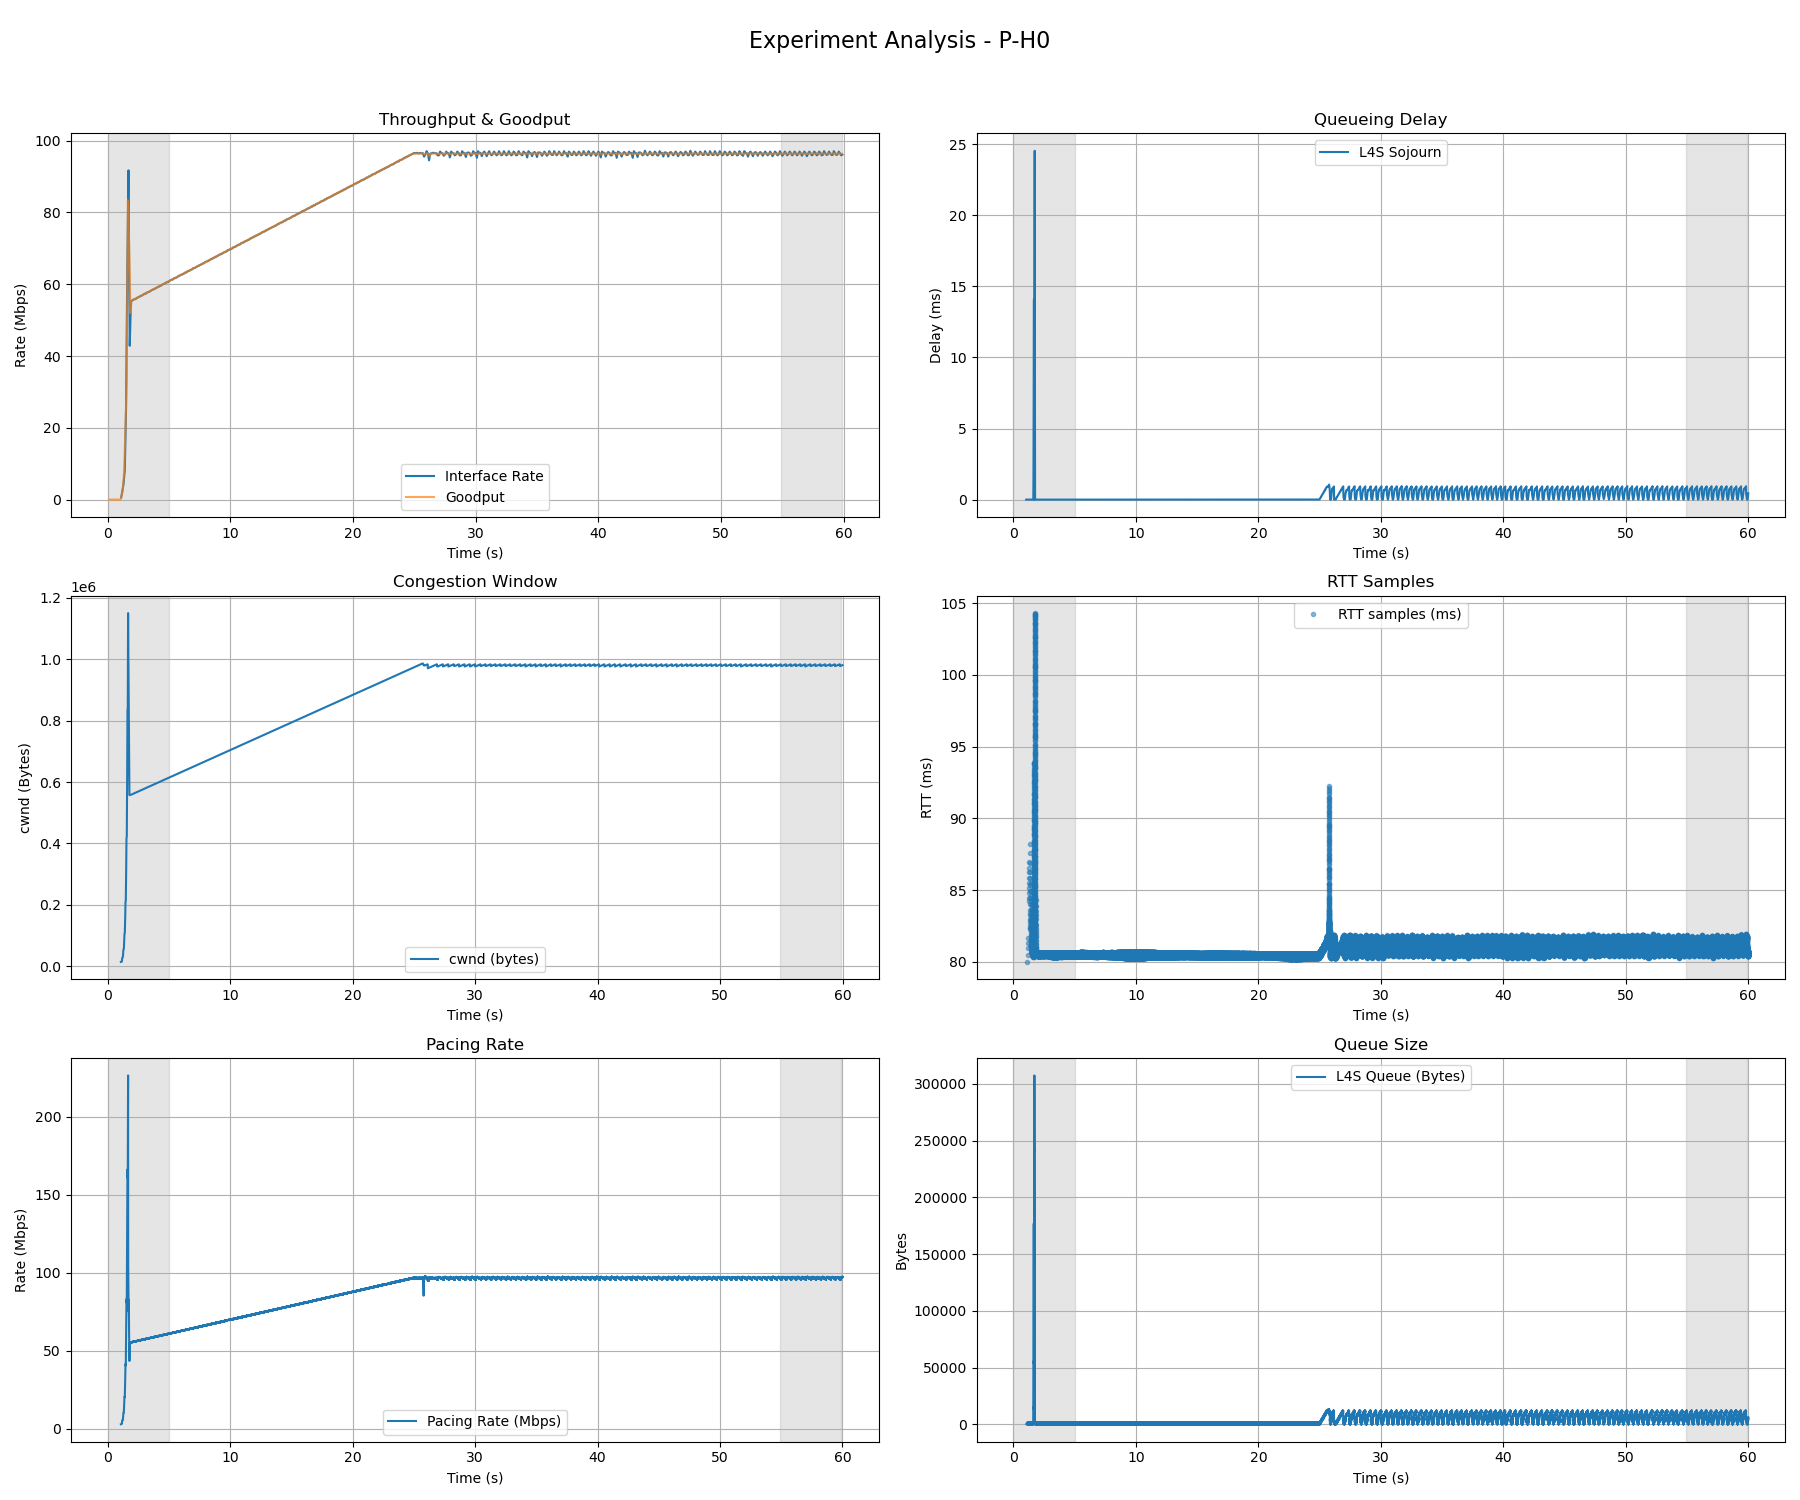 Experiment Analysis - P-H0
Throughput & Goodput
100
80
60
40
20
0
Rate (Mbps)
Interface Rate
Goodput
0 10 20 30 40 50 60
Time (s)
Queueing Delay
25
20
15
10
5
0
Delay (ms)
L4S Sojourn
0 10 20 30 40 50 60
Time (s)
Congestion Window
1e6
1.2
1.0
0.8
0.6
0.4
0.2
0.0
cwnd (Bytes)
cwnd (bytes)
0 10 20 30 40 50 60
Time (s)
RTT Samples
105
100
95
90
85
80
RTT (ms)
RTT samples (ms)
0 10 20 30 40 50 60
Time (s)
Pacing Rate
200
150
100
50
0
Rate (Mbps)
Pacing Rate (Mbps)
0 10 20 30 40 50 60
Time (s)
Queue Size
300000
250000
200000
150000
100000
50000
0
Bytes
L4S Queue (Bytes)
0 10 20 30 40 50 60
Time (s)